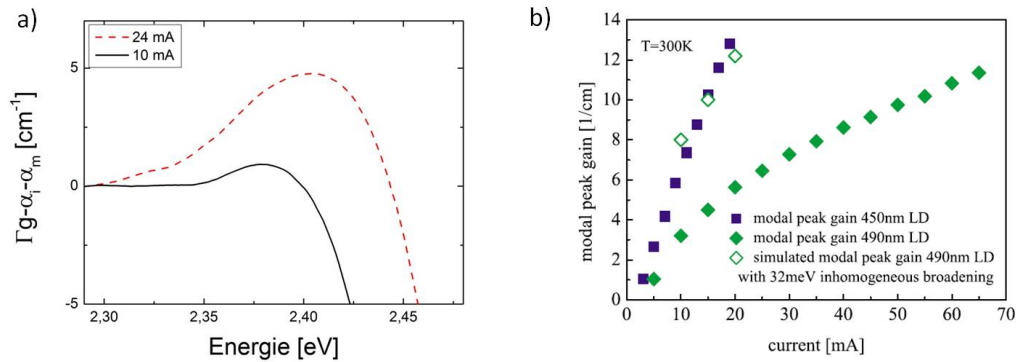 a)
24 mA
10 mA
Γg-αi-αm [cm-1]
5
0
-5
2,30
2,35
2,40
2,45
Energie [eV]
b)
T=300K
modal peak gain [1/cm]
14
12
10
8
6
4
2
0
modal peak gain 450nm LD
modal peak gain 490nm LD
simulated modal peak gain 490nm LD
with 32meV inhomogeneous broadening
0
10
20
30
40
50
60
70
current [mA]